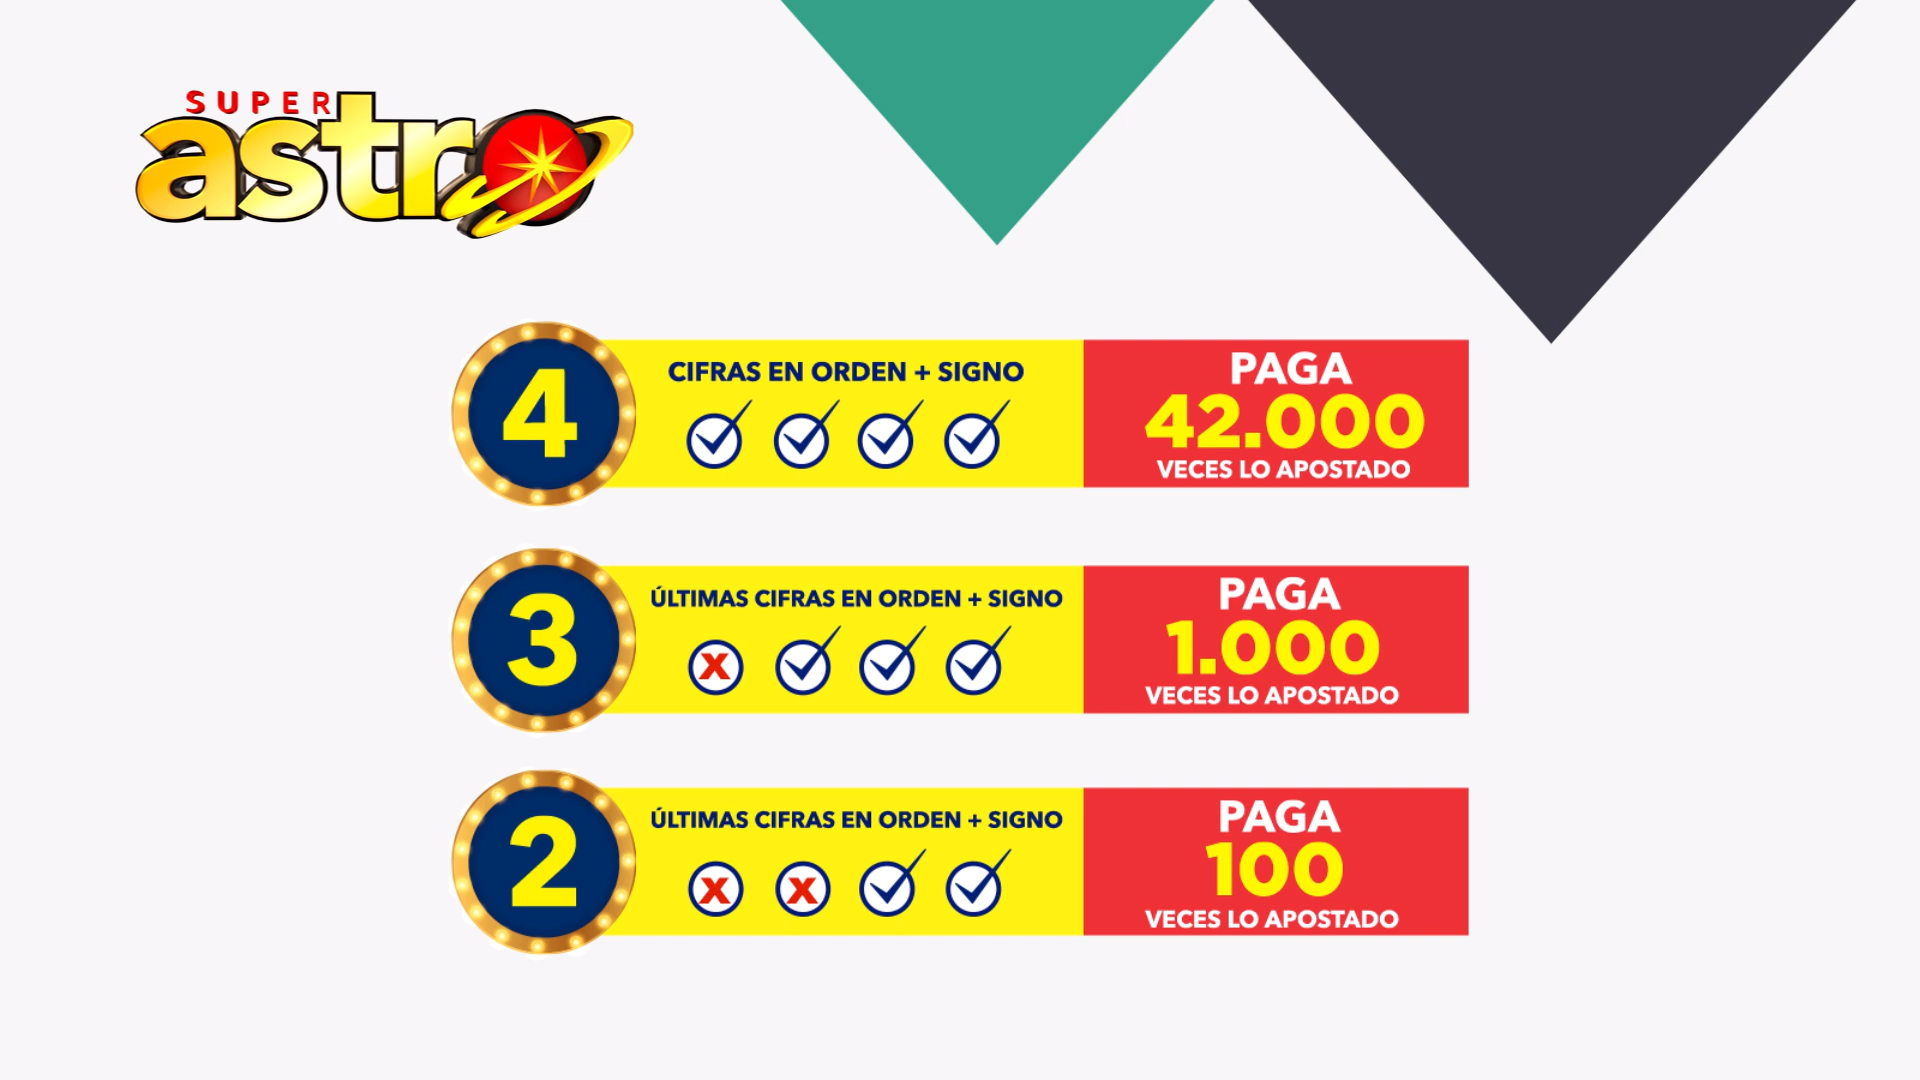 SUPER
astro
4
CIFRAS EN ORDEN + SIGNO
PAGA
42.000
VECES LO APOSTADO
3
ÚLTIMAS CIFRAS EN ORDEN + SIGNO
X
PAGA
1.000
VECES LO APOSTADO
2
ÚLTIMAS CIFRAS EN ORDEN + SIGNO
X X
PAGA
100
VECES LO APOSTADO